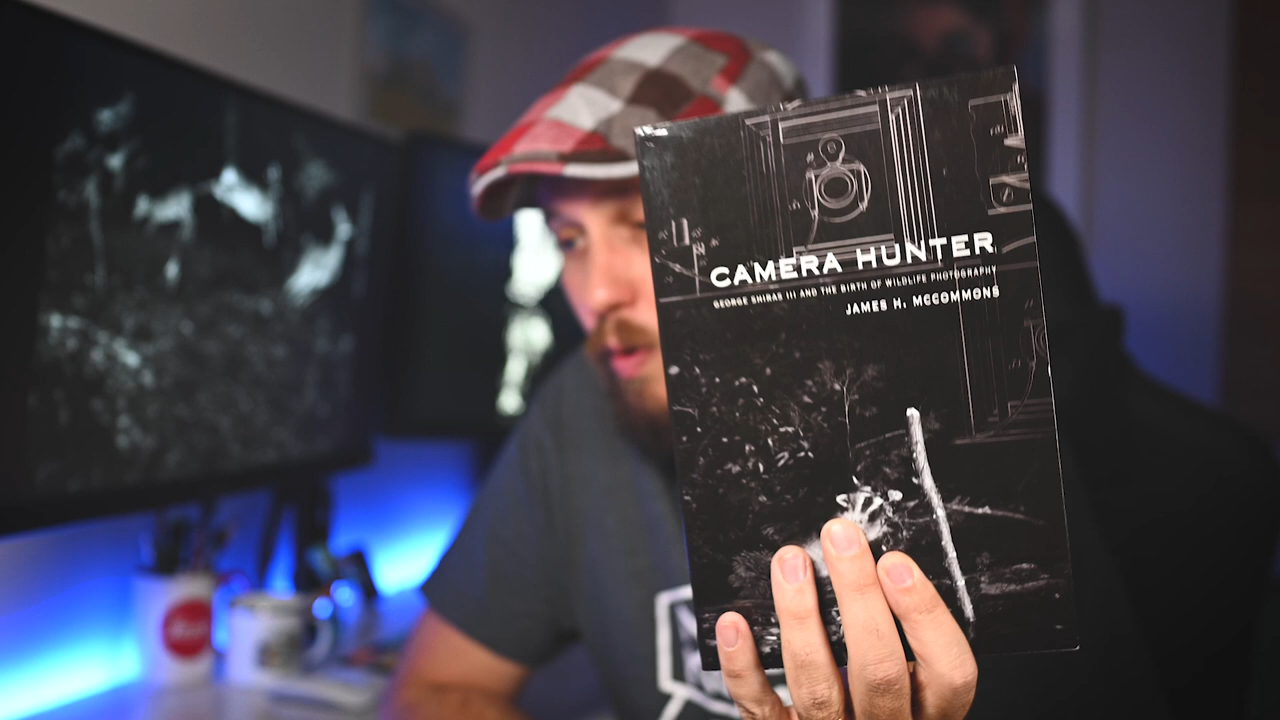 CAMERA HUNTER
GEORGE SHIRAS III AND THE BIRTH OF WILDLIFE PHOTOGRAPHY
JAMES H. MCCOMMONS